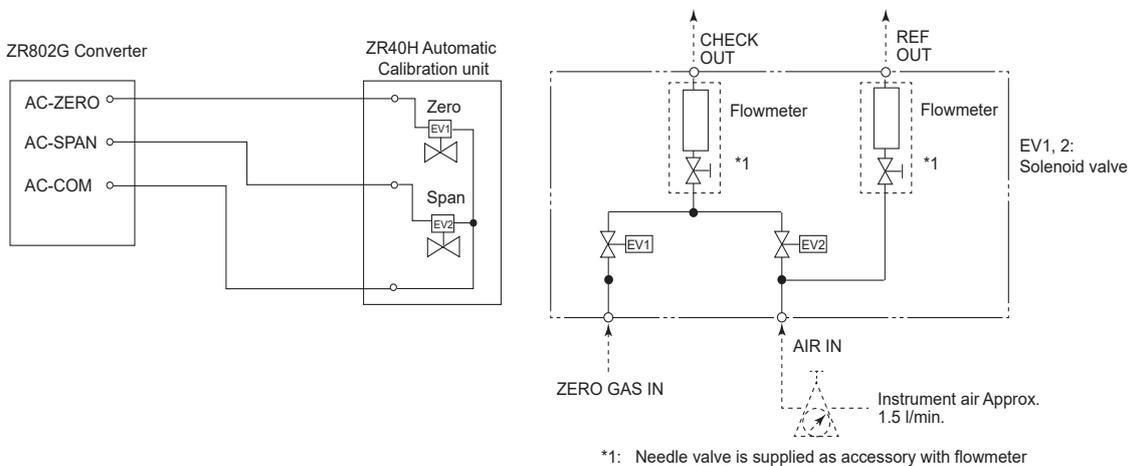 ZR802G Converter
AC-ZERO
AC-SPAN
AC-COM
ZR40H Automatic
Calibration unit
Zero
EV1
Span
EV2
CHECK
OUT
REF
OUT
Flowmeter
Flowmeter
*1
*1
EV1, 2:
Solenoid valve
EV1
EV2
ZERO GAS IN
AIR IN
Instrument air Approx.
1.5 l/min.
*1: Needle valve is supplied as accessory with flowmeter